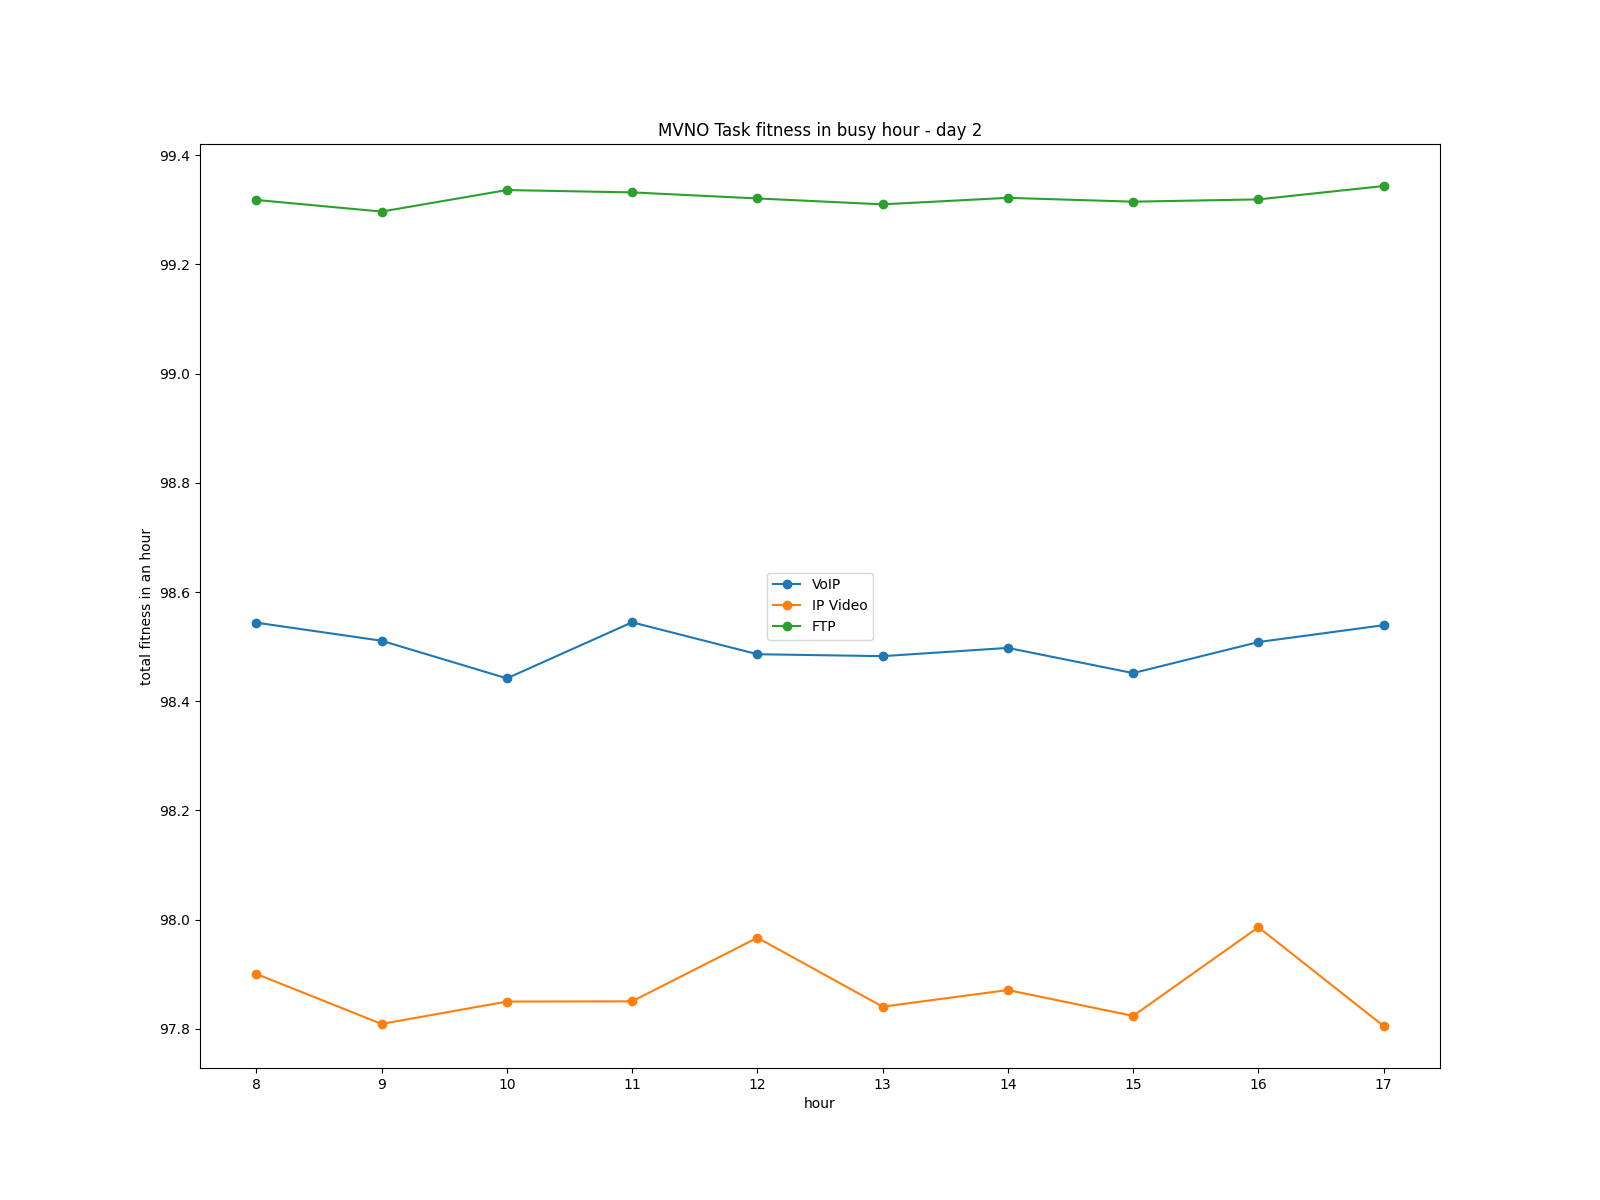 MVNO Task fitness in busy hour - day 2
99.4
99.2
99.0
98.8
98.6
98.4
98.2
98.0
97.8
total fitness in an hour
VoIP
IP Video
FTP
8 9 10 11 12 13 14 15 16 17
hour